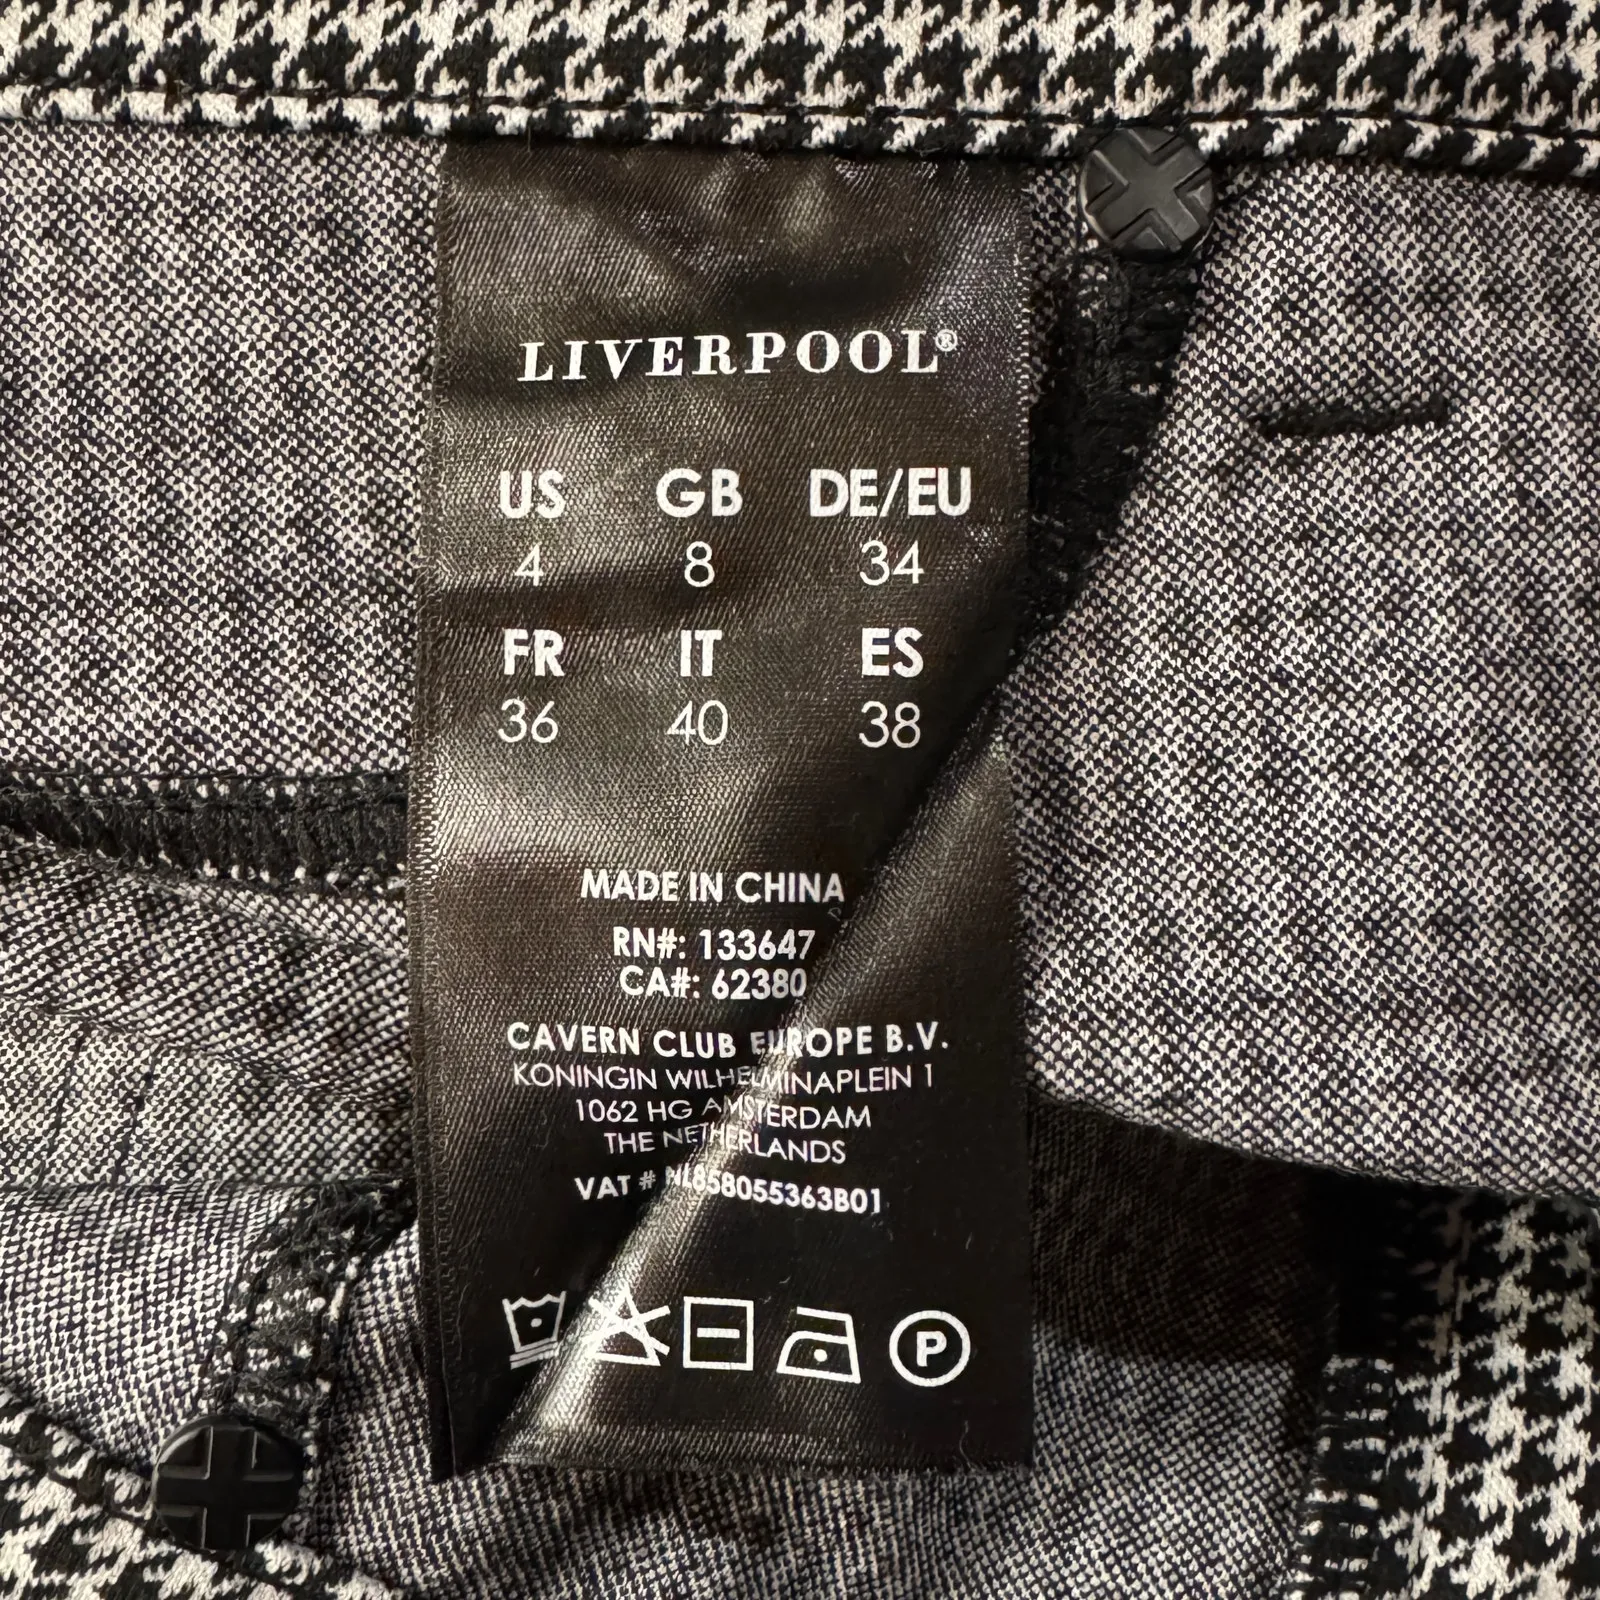 LIVERPOOL®
US GB DE/EU
4 8 34
FR IT ES
36 40 38
MADE IN CHINA
RN#: 133647
CA#: 62380
CAVERN CLUB EUROPE B.V.
KONINGIN WILHELMINAPLEIN 1
1062 HG AMSTERDAM
THE NETHERLANDS
VAT # NL858055363B01
P